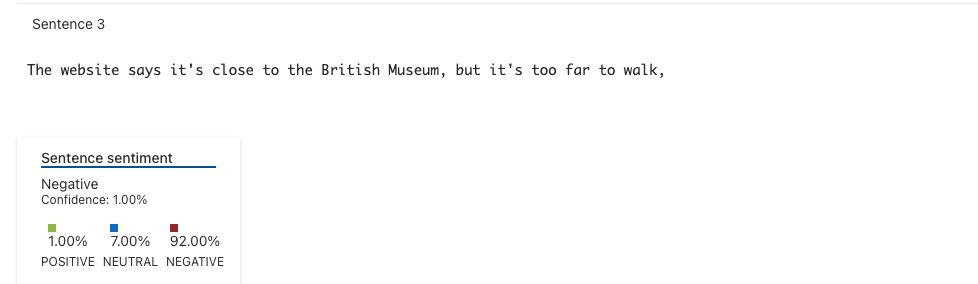 Sentence 3
The website says it's close to the British Museum, but it's too far to walk,
Sentence sentiment
Negative
Confidence: 1.00%
1.00% 7.00% 92.00%
POSITIVE NEUTRAL NEGATIVE